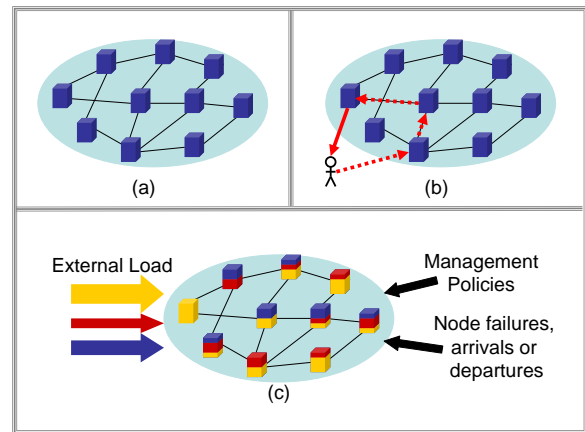 (a)
(b)
External Load
Management
Policies
Node failures,
arrivals or
departures
(c)